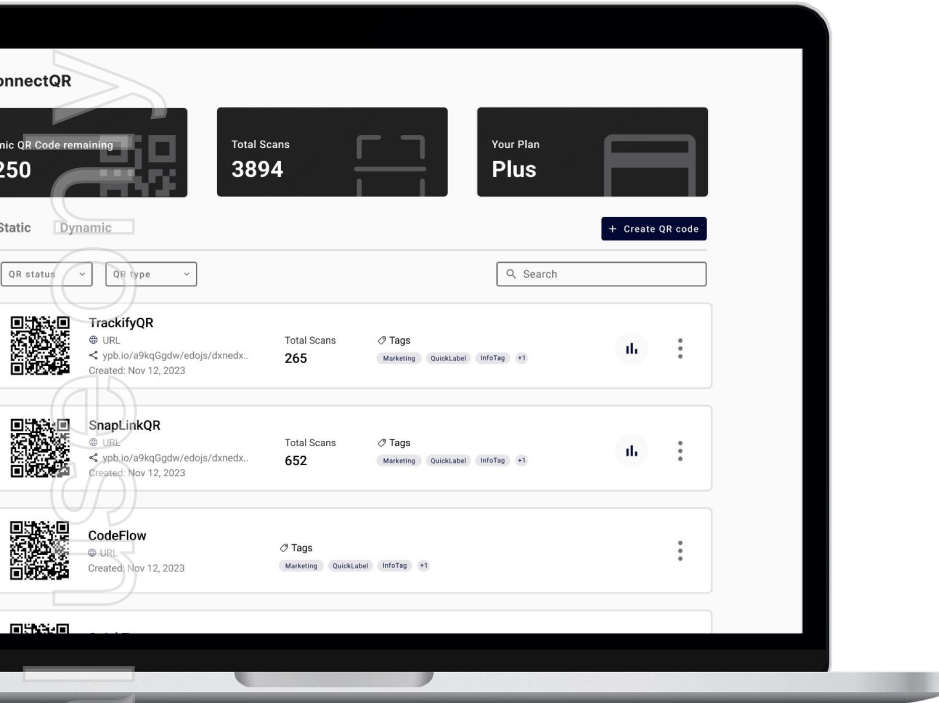 onnectQR
mic QR Code remaining
250
Total Scans
3894
Your Plan
Plus
Static Dynamic
+ Create QR code
QR status
QR type
Search
TrackifyQR
URL
ypb.io/a9kqGgdw/edojs/dxnedx..
Created: Nov 12, 2023
Total Scans
265
Tags
Marketing QuickLabel InfoTag +1
SnapLinkQR
URL
ypb.io/a9kqGgdw/edojs/dxnedx..
Created: Nov 12, 2023
Total Scans
652
Tags
Marketing QuickLabel InfoTag +1
CodeFlow
URL
Created: Nov 12, 2023
Tags
Marketing QuickLabel InfoTag +1
use only